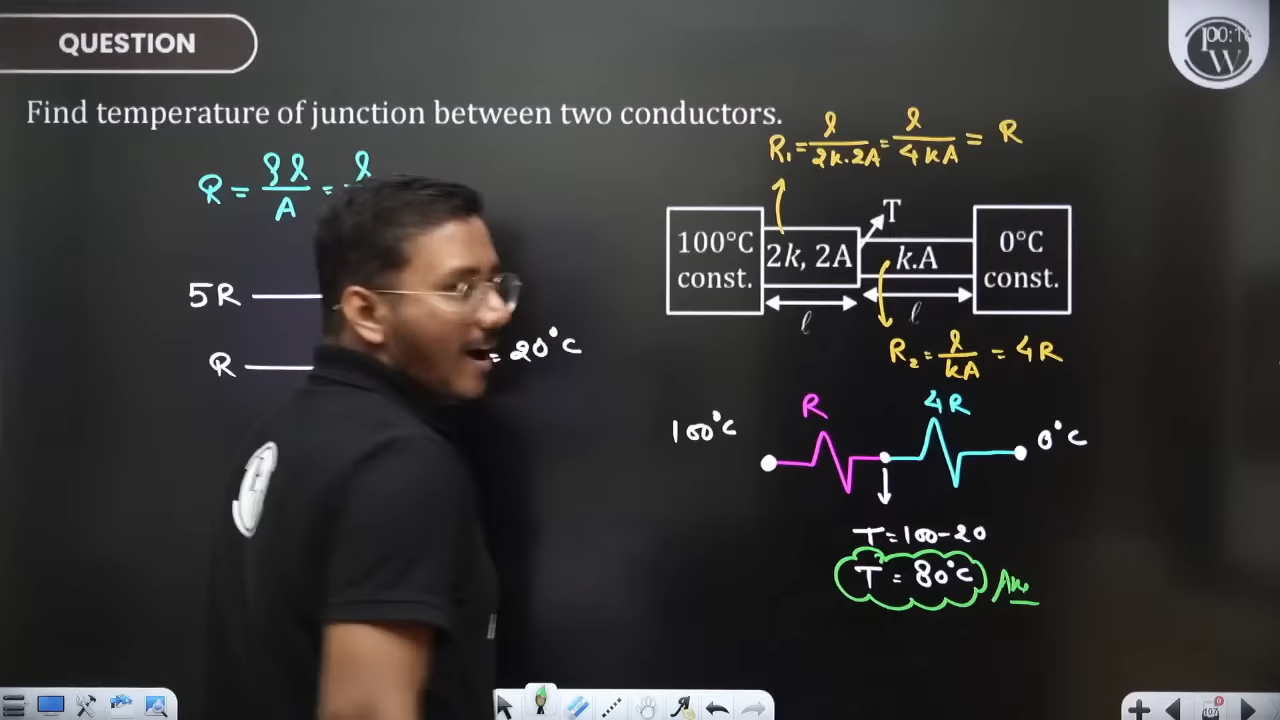 QUESTION
Find temperature of junction between two conductors.
R = ρl/A = l
5R
R
= 20°C
R₁ = l/2k.2A = l/4kA = R
T
100°C const.
2k, 2A
k.A
0°C const.
ℓ
ℓ
R₂ = l/kA = 4R
100°C
R
4R
0°C
T = 100-20
T = 80°C Ans